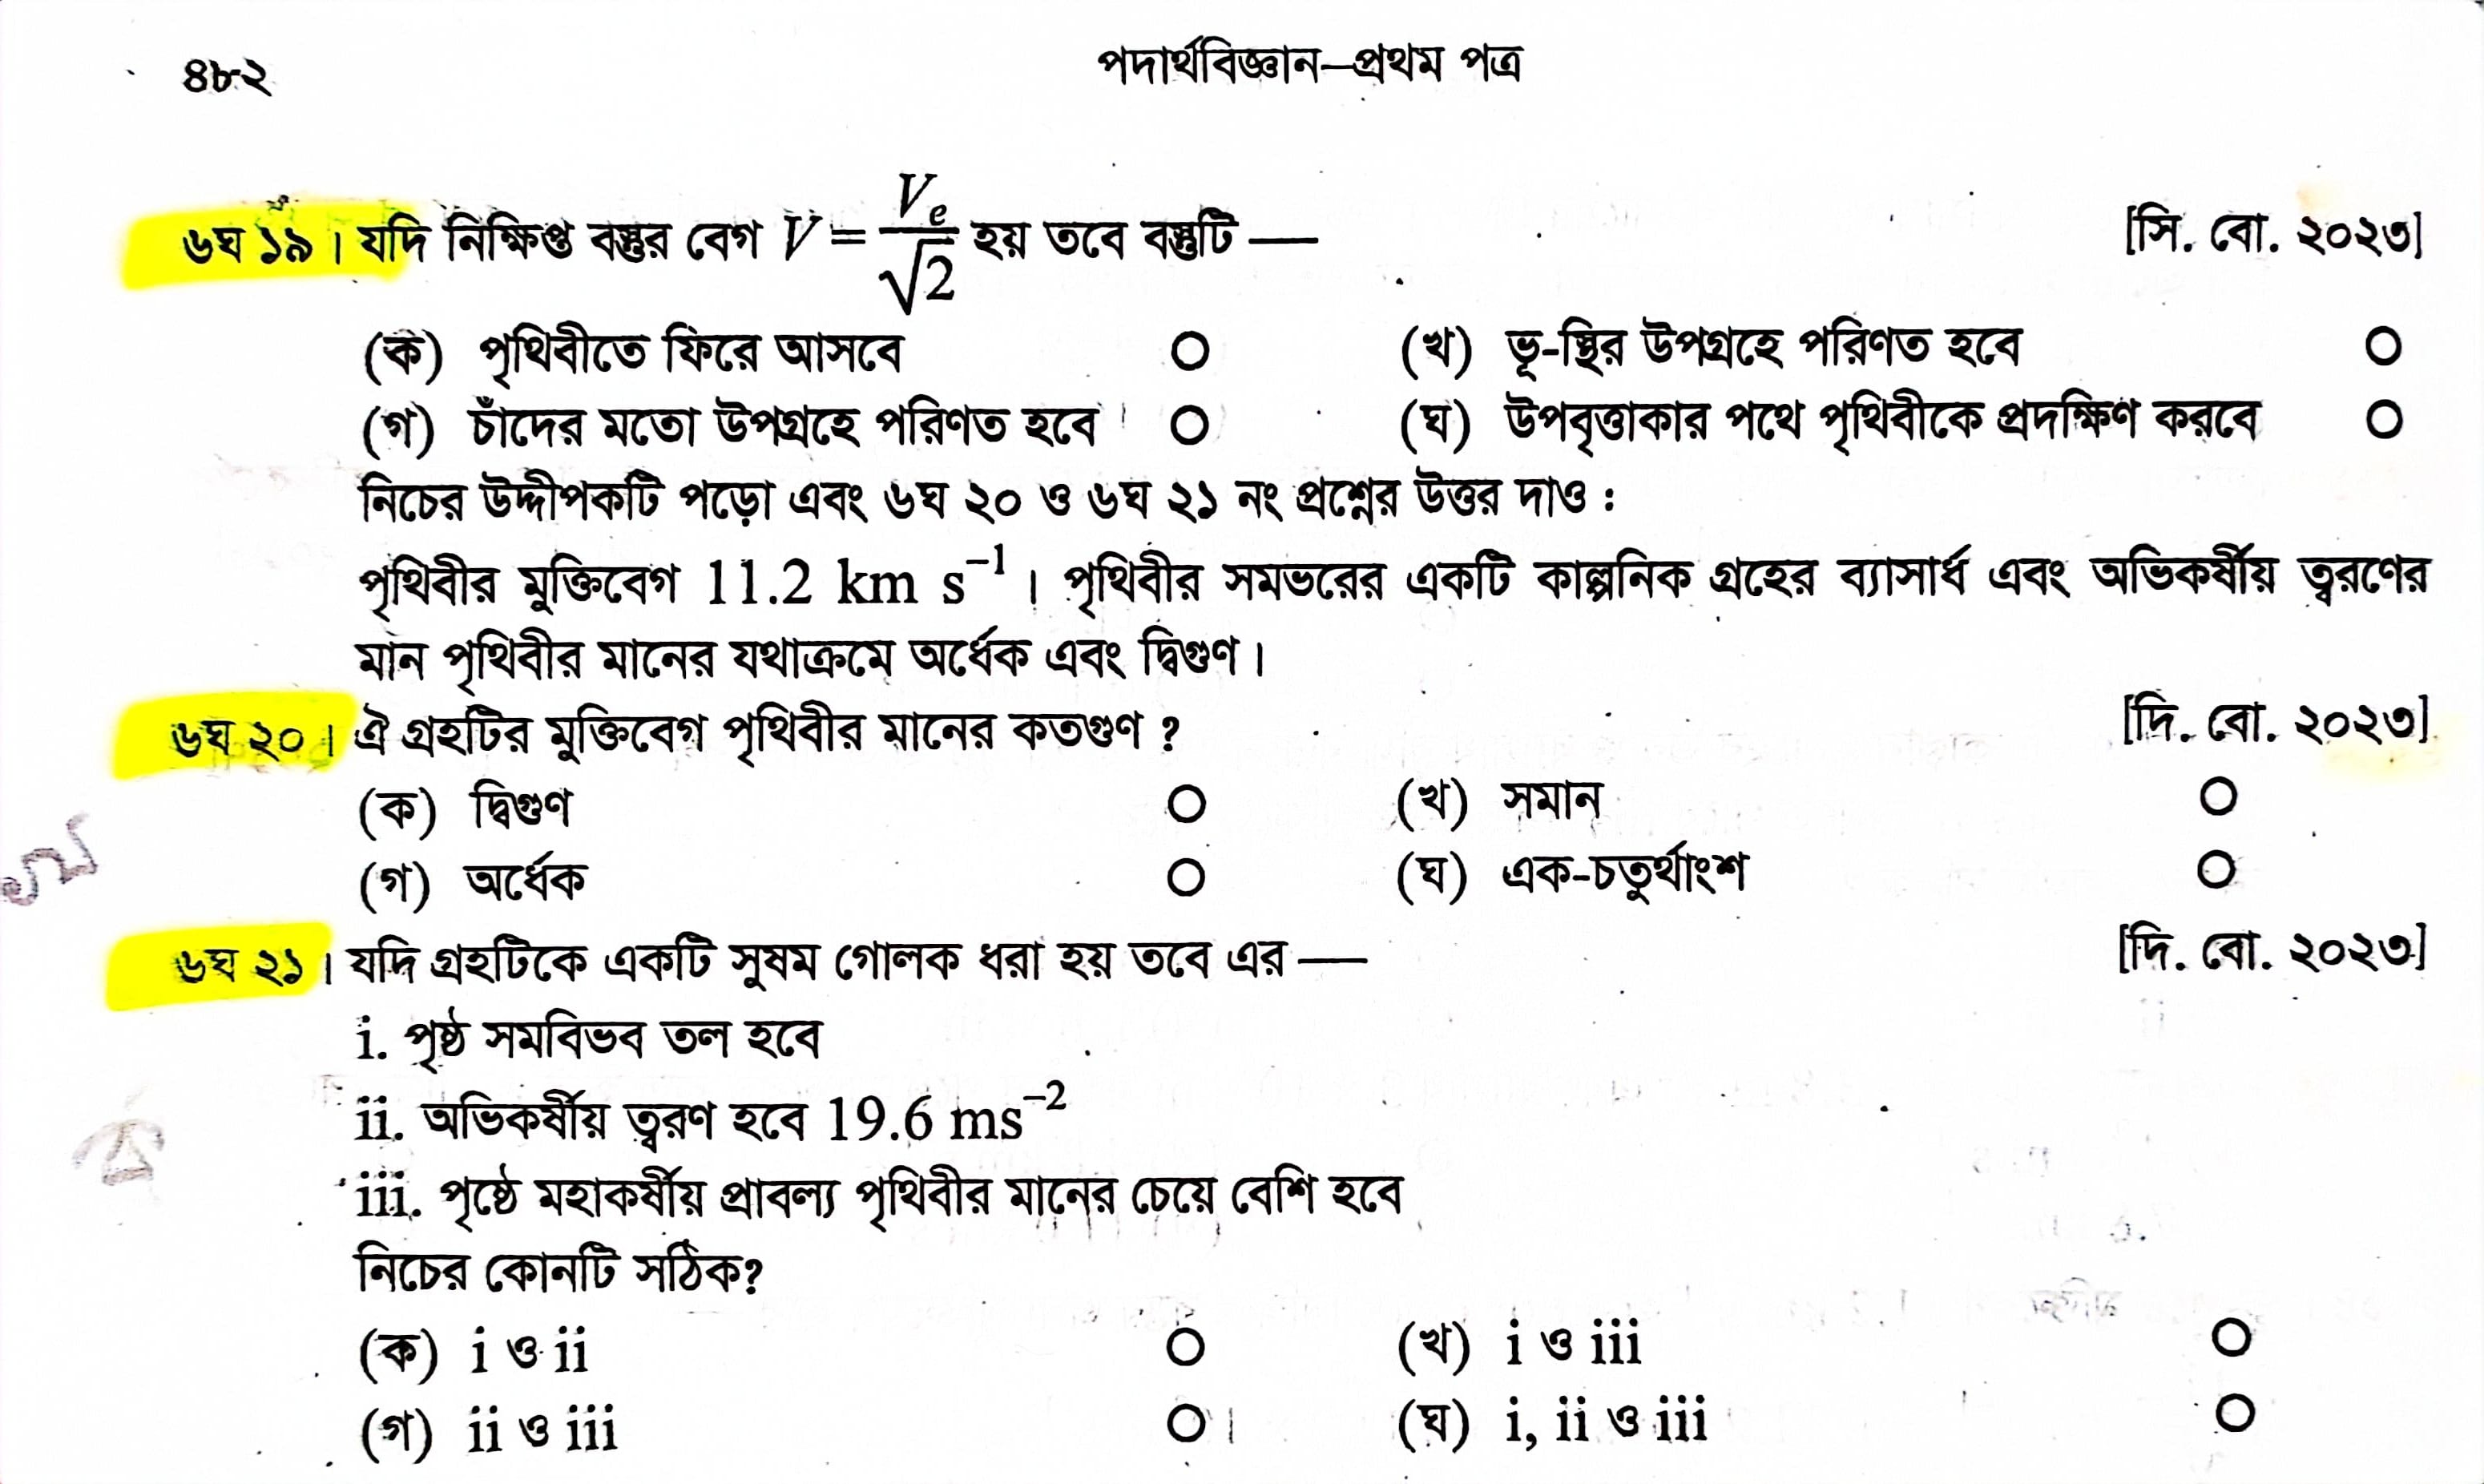 ৪৮২
পদার্থবিজ্ঞান—প্রথম পত্র
৬ঘ ১৯। যদি নিক্ষিপ্ত বস্তুর বেগ V = V_e/√2 হয় তবে বস্তুটি — [সি. বো. ২০২৩]
(ক) পৃথিবীতে ফিরে আসবে O (খ) ভূ-স্থির উপগ্রহে পরিণত হবে O
(গ) চাঁদের মতো উপগ্রহে পরিণত হবে O (ঘ) উপবৃত্তাকার পথে পৃথিবীকে প্রদক্ষিণ করবে O
নিচের উদ্দীপকটি পড়ো এবং ৬ঘ ২০ ও ৬ঘ ২১ নং প্রশ্নের উত্তর দাও :
পৃথিবীর মুক্তিবেগ 11.2 km s⁻¹। পৃথিবীর সমভরের একটি কাল্পনিক গ্রহের ব্যাসার্ধ এবং অভিকর্ষীয় ত্বরণের
মান পৃথিবীর মানের যথাক্রমে অর্ধেক এবং দ্বিগুণ।
৬ঘ ২০। ঐ গ্রহটির মুক্তিবেগ পৃথিবীর মানের কতগুণ ? [দি. বো. ২০২৩]
(ক) দ্বিগুণ O (খ) সমান O
(গ) অর্ধেক O (ঘ) এক-চতুর্থাংশ O
৬ঘ ২১। যদি গ্রহটিকে একটি সুষম গোলক ধরা হয় তবে এর — [দি. বো. ২০২৩]
i. পৃষ্ঠ সমবিভব তল হবে
ii. অভিকর্ষীয় ত্বরণ হবে 19.6 ms⁻²
iii. পৃষ্ঠে মহাকর্ষীয় প্রাবল্য পৃথিবীর মানের চেয়ে বেশি হবে
নিচের কোনটি সঠিক?
(ক) i ও ii O (খ) i ও iii O
(গ) ii ও iii O (ঘ) i, ii ও iii O